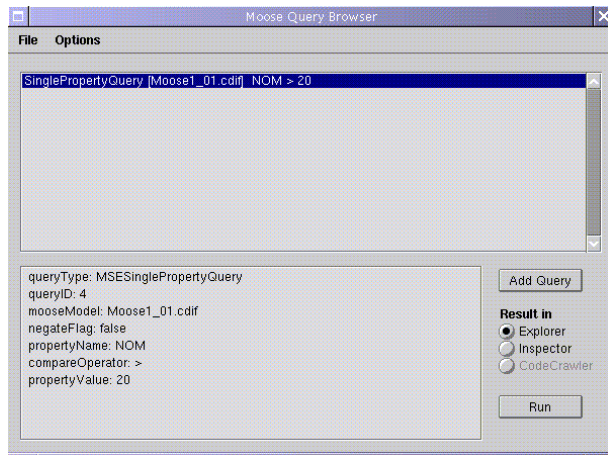 Moose Query Browser
File Options
SinglePropertyQuery [Moose1_01.cdif] NOM > 20
queryType: MSESinglePropertyQuery
queryID: 4
mooseModel: Moose1_01.cdif
negateFlag: false
propertyName: NOM
compareOperator: >
propertyValue: 20
Add Query
Result in
Explorer
Inspector
CodeCrawler
Run